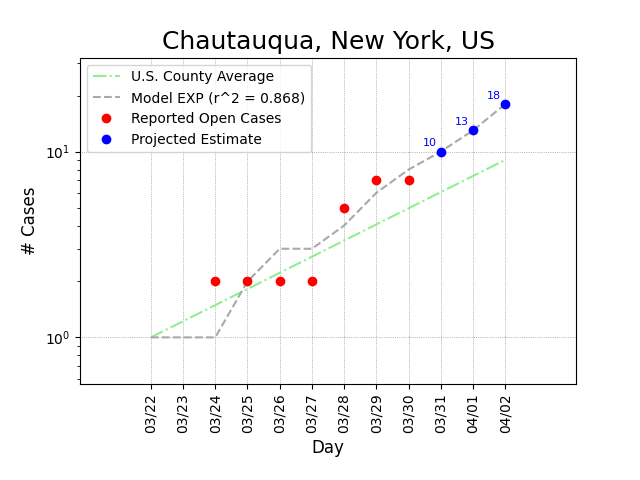 Chautauqua, New York, US
U.S. County Average
Model EXP (r^2 = 0.868)
Reported Open Cases
Projected Estimate
18
13
10
10^1
10^0
# Cases
03/22
03/23
03/24
03/25
03/26
03/27
03/28
03/29
03/30
03/31
04/01
04/02
Day